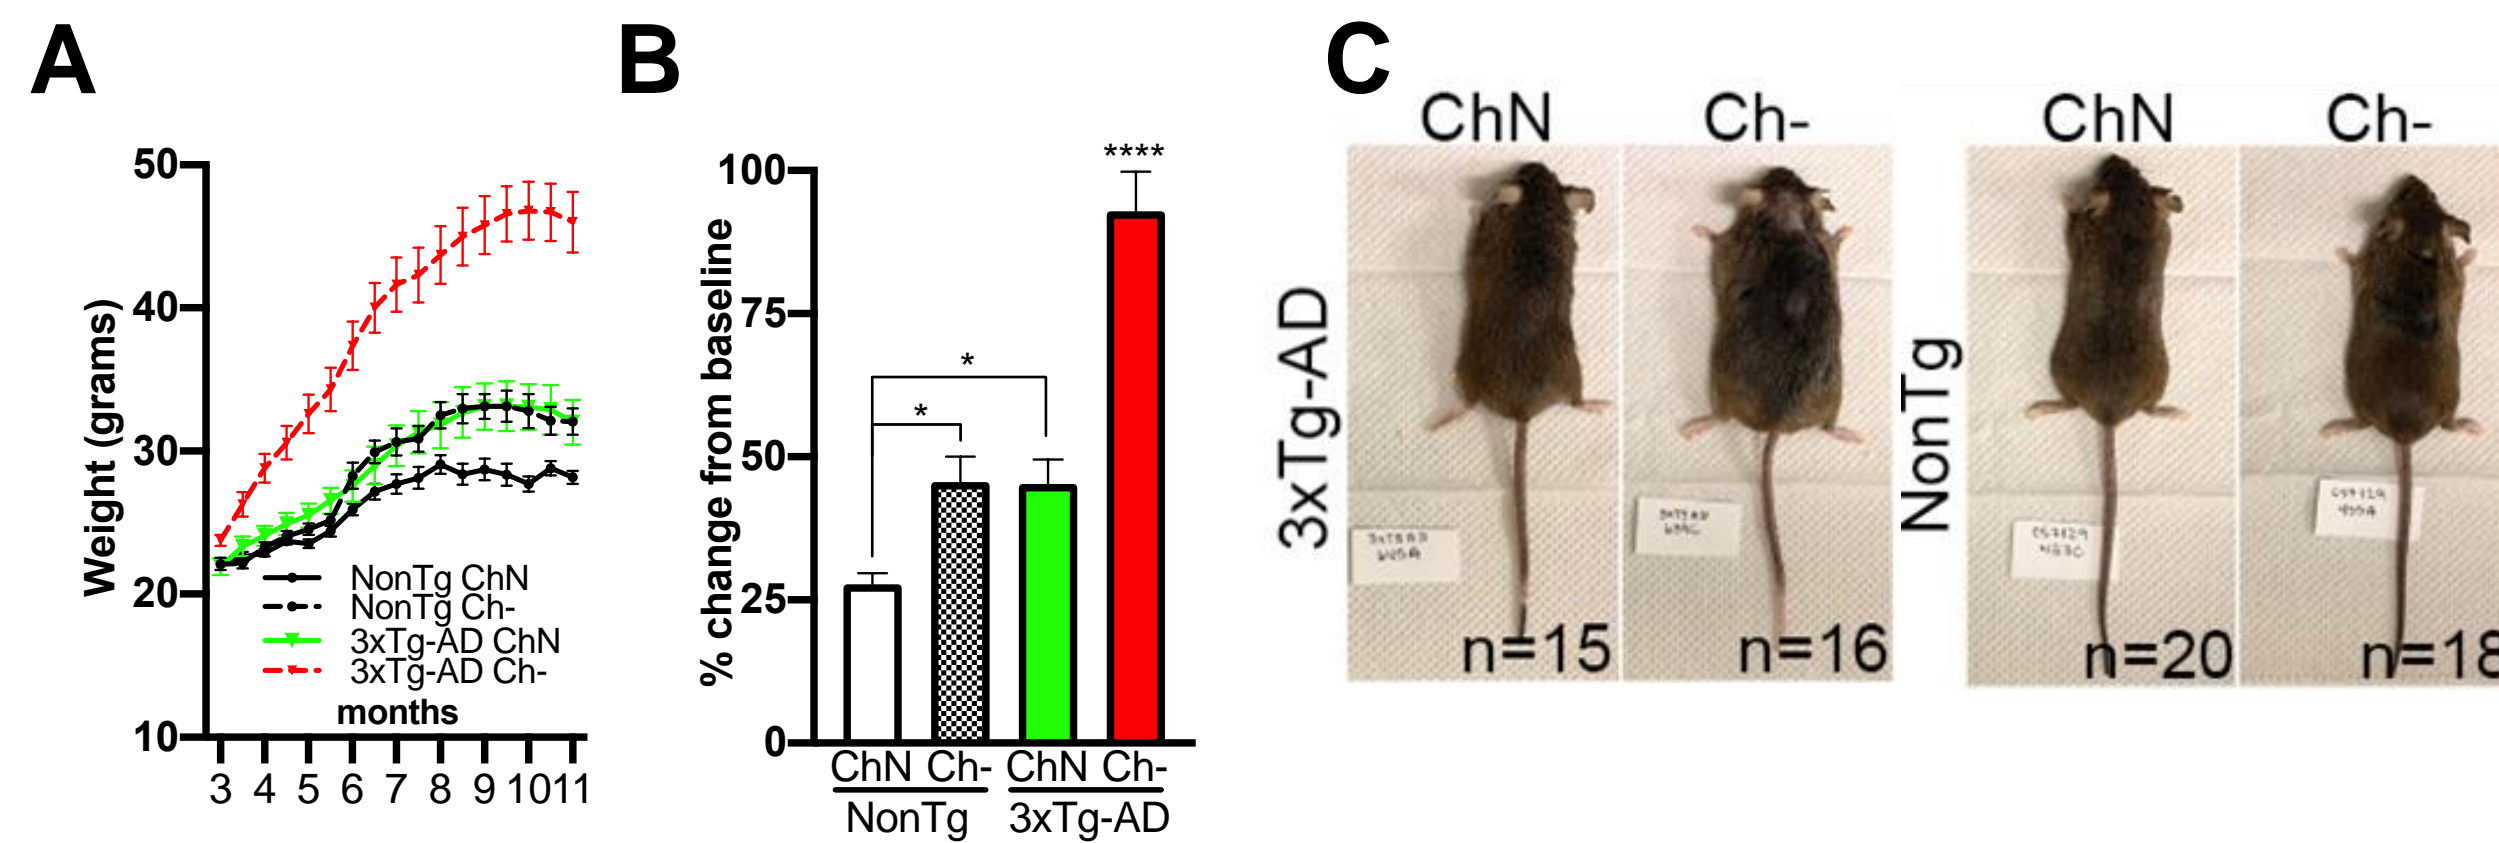 A
50
40
30
20
10
Weight (grams)
NonTg ChN
NonTg Ch-
3xTg-AD ChN
3xTg-AD Ch-
months
3 4 5 6 7 8 9 10 11
B
100
75
50
25
0
% change from baseline
****
*
*
ChN Ch- ChN Ch-
NonTg 3xTg-AD
C
ChN Ch- ChN Ch-
3xTg-AD
NonTg
n=15 n=16 n=20 n=18